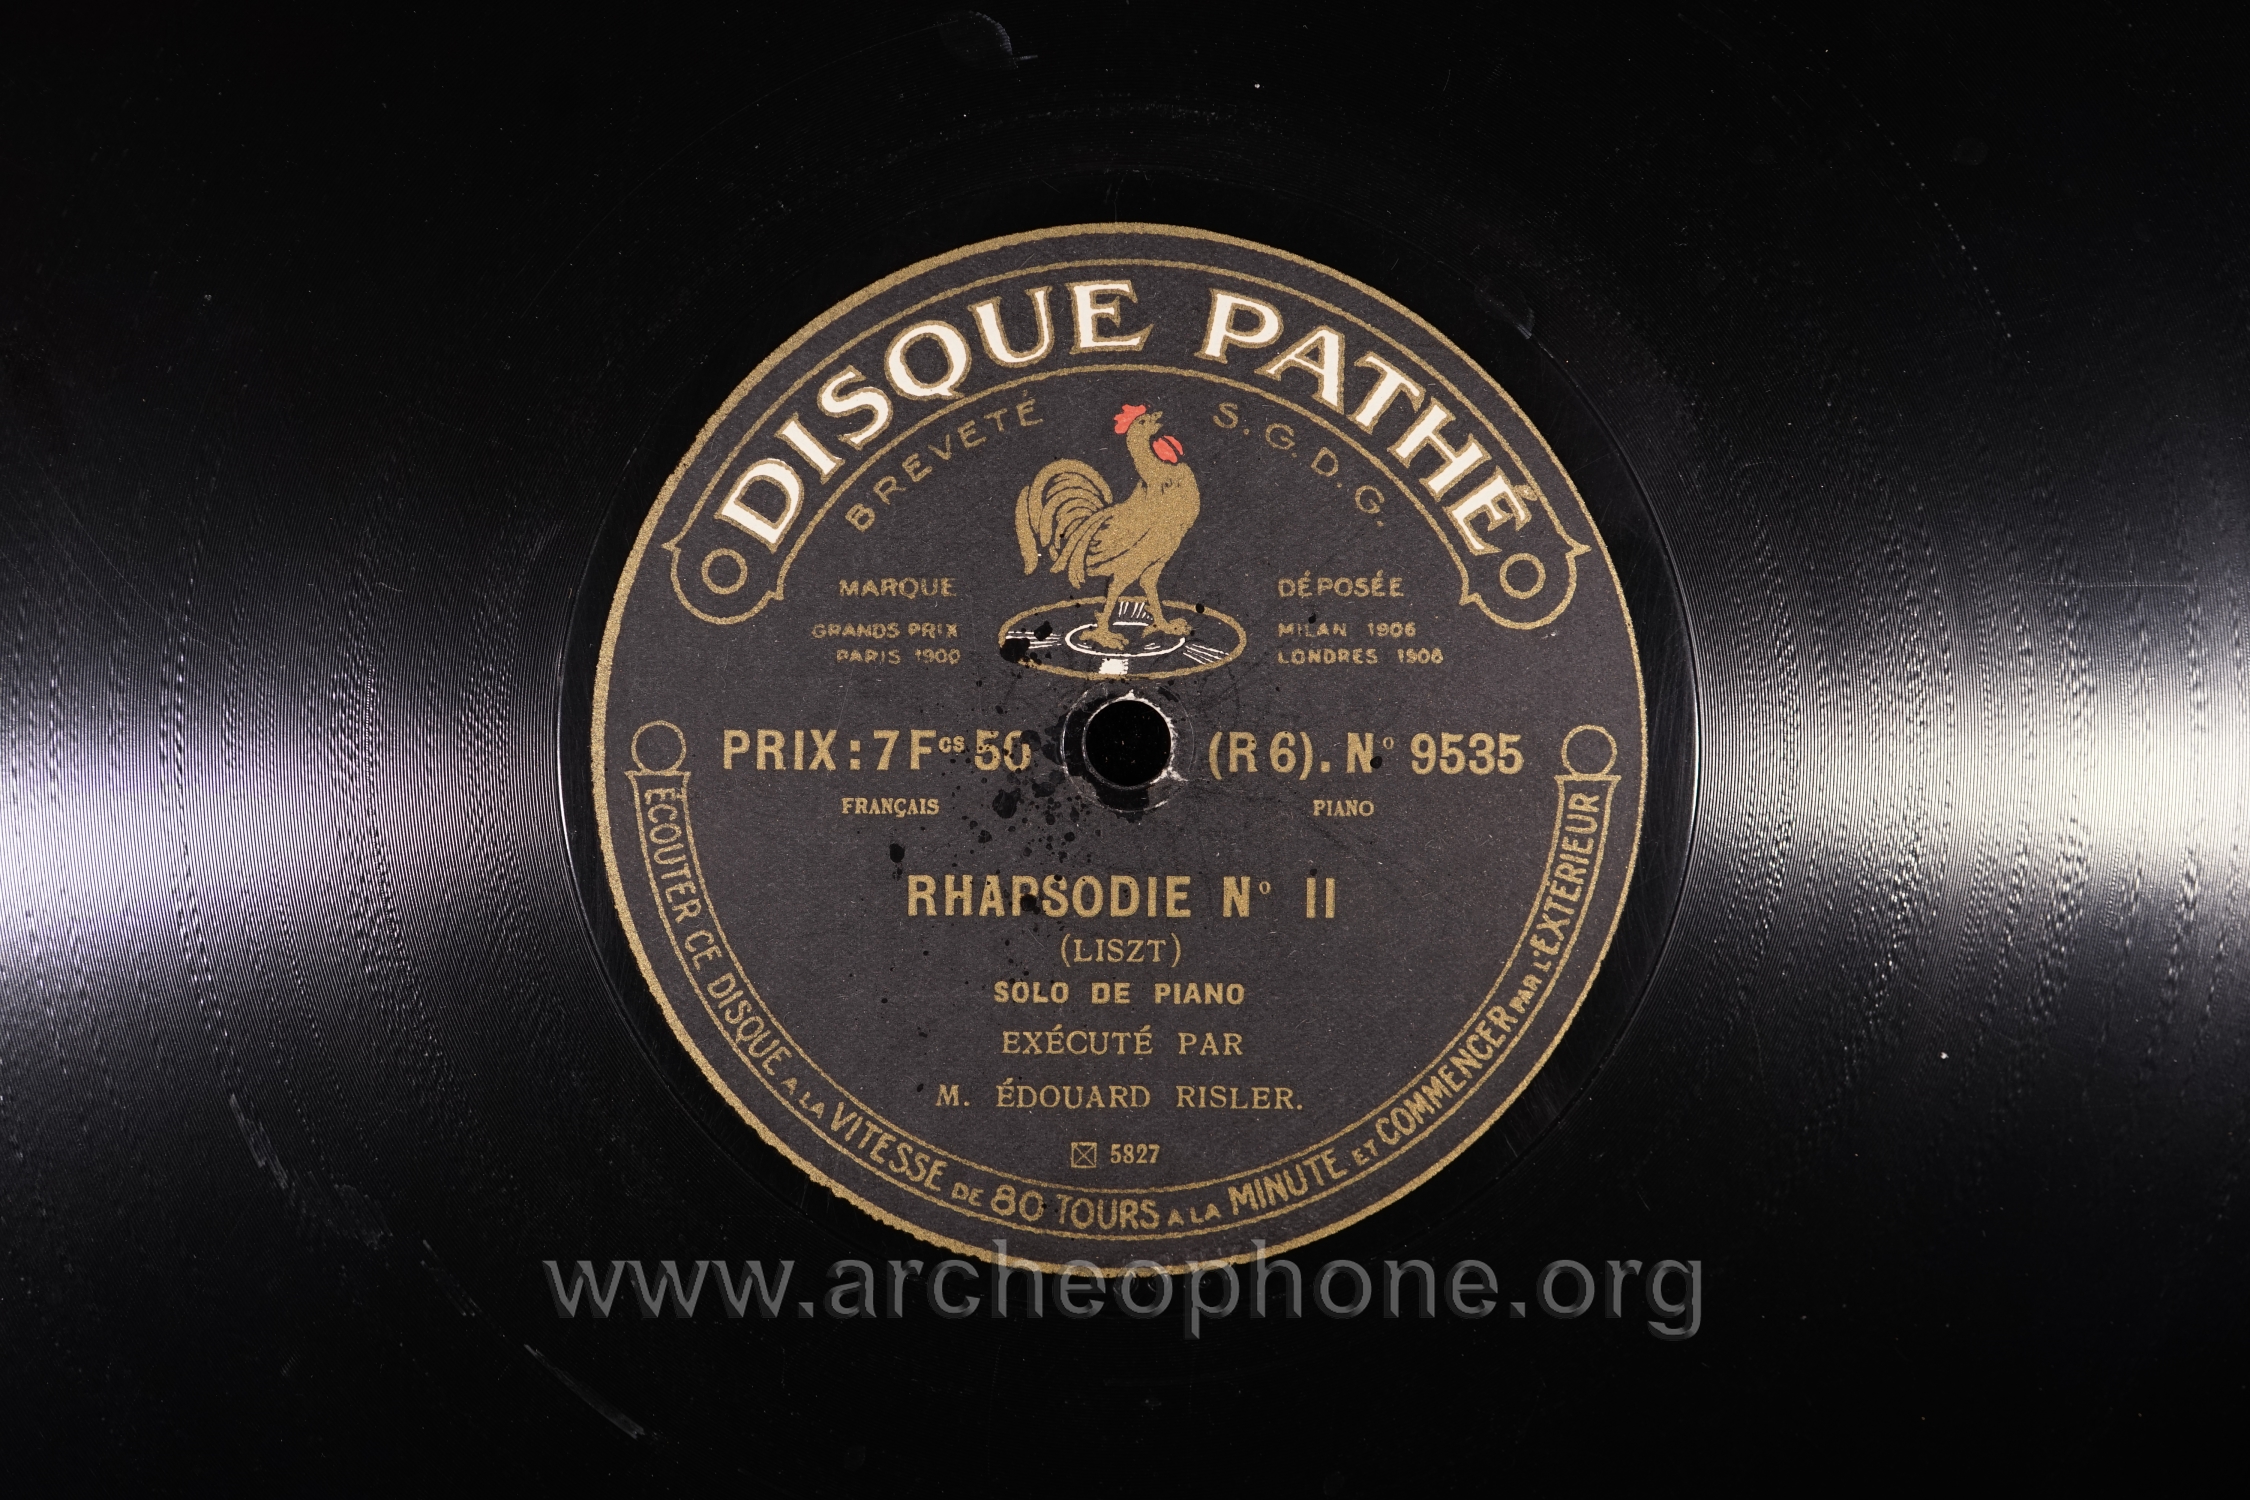 DISQUE PATHÉ
BREVETÉ S.G.D.G.
MARQUE DÉPOSÉE
GRANDS PRIX MILAN 1906
PARIS 1900 LONDRES 1908
PRIX : 7 Fcs 50 (R 6). No 9535
FRANÇAIS PIANO
RHAPSODIE No II
(LISZT)
SOLO DE PIANO
EXÉCUTÉ PAR
M. ÉDOUARD RISLER.
5827
ÉCOUTER CE DISQUE A LA VITESSE DE 80 TOURS A LA MINUTE ET COMMENCER PAR L'EXTÉRIEUR
www.archeophone.org